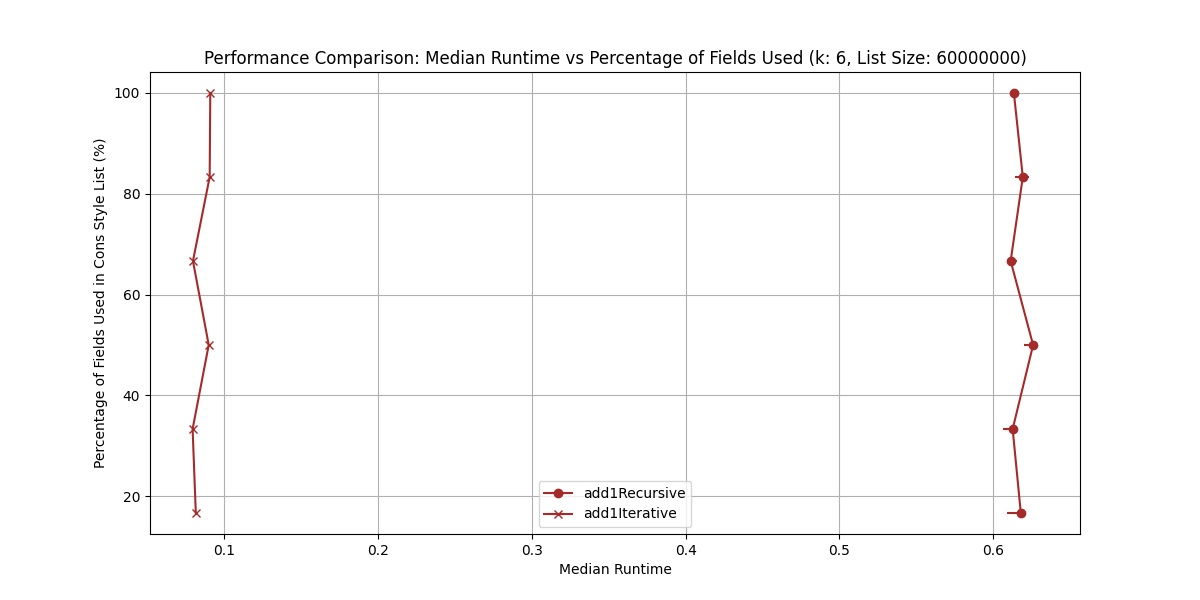 Performance Comparison: Median Runtime vs Percentage of Fields Used (k: 6, List Size: 60000000)
Percentage of Fields Used in Cons Style List (%)
100
80
60
40
20
add1Recursive
add1Iterative
0.1 0.2 0.3 0.4 0.5 0.6
Median Runtime